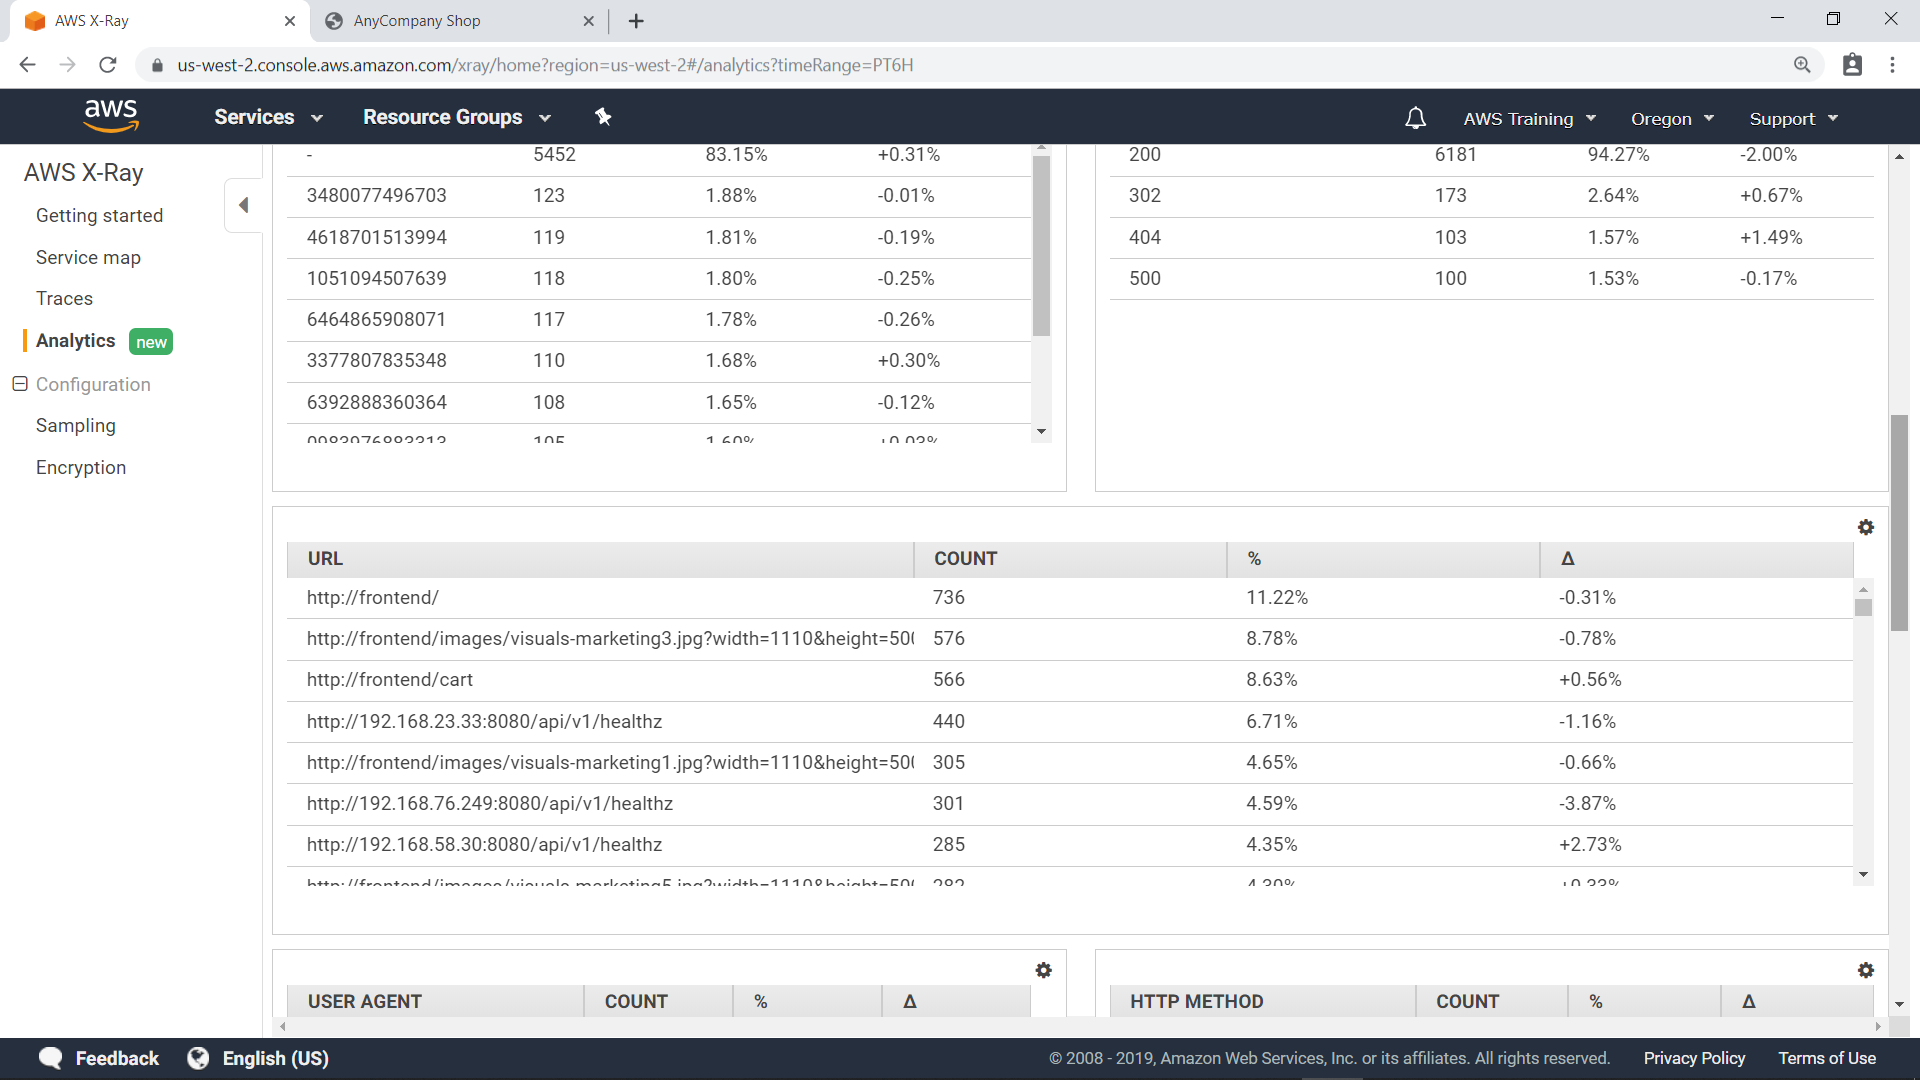 AWS X-Ray
AnyCompany Shop
us-west-2.console.aws.amazon.com/xray/home?region=us-west-2#/analytics?timeRange=PT6H
aws
Services
Resource Groups
AWS Training
Oregon
Support
AWS X-Ray
Getting started
Service map
Traces
Analytics new
Configuration
Sampling
Encryption
- 5452 83.15% +0.31%
3480077496703 123 1.88% -0.01%
4618701513994 119 1.81% -0.19%
1051094507639 118 1.80% -0.25%
6464865908071 117 1.78% -0.26%
3377807835348 110 1.68% +0.30%
6392888360364 108 1.65% -0.12%
200 6181 94.27% -2.00%
302 173 2.64% +0.67%
404 103 1.57% +1.49%
500 100 1.53% -0.17%
URL COUNT % Δ
http://frontend/ 736 11.22% -0.31%
http://frontend/images/visuals-marketing3.jpg?width=1110&height=500 576 8.78% -0.78%
http://frontend/cart 566 8.63% +0.56%
http://192.168.23.33:8080/api/v1/healthz 440 6.71% -1.16%
http://frontend/images/visuals-marketing1.jpg?width=1110&height=500 305 4.65% -0.66%
http://192.168.76.249:8080/api/v1/healthz 301 4.59% -3.87%
http://192.168.58.30:8080/api/v1/healthz 285 4.35% +2.73%
USER AGENT COUNT % Δ
HTTP METHOD COUNT % Δ
Feedback
English (US)
© 2008 - 2019, Amazon Web Services, Inc. or its affiliates. All rights reserved.
Privacy Policy
Terms of Use